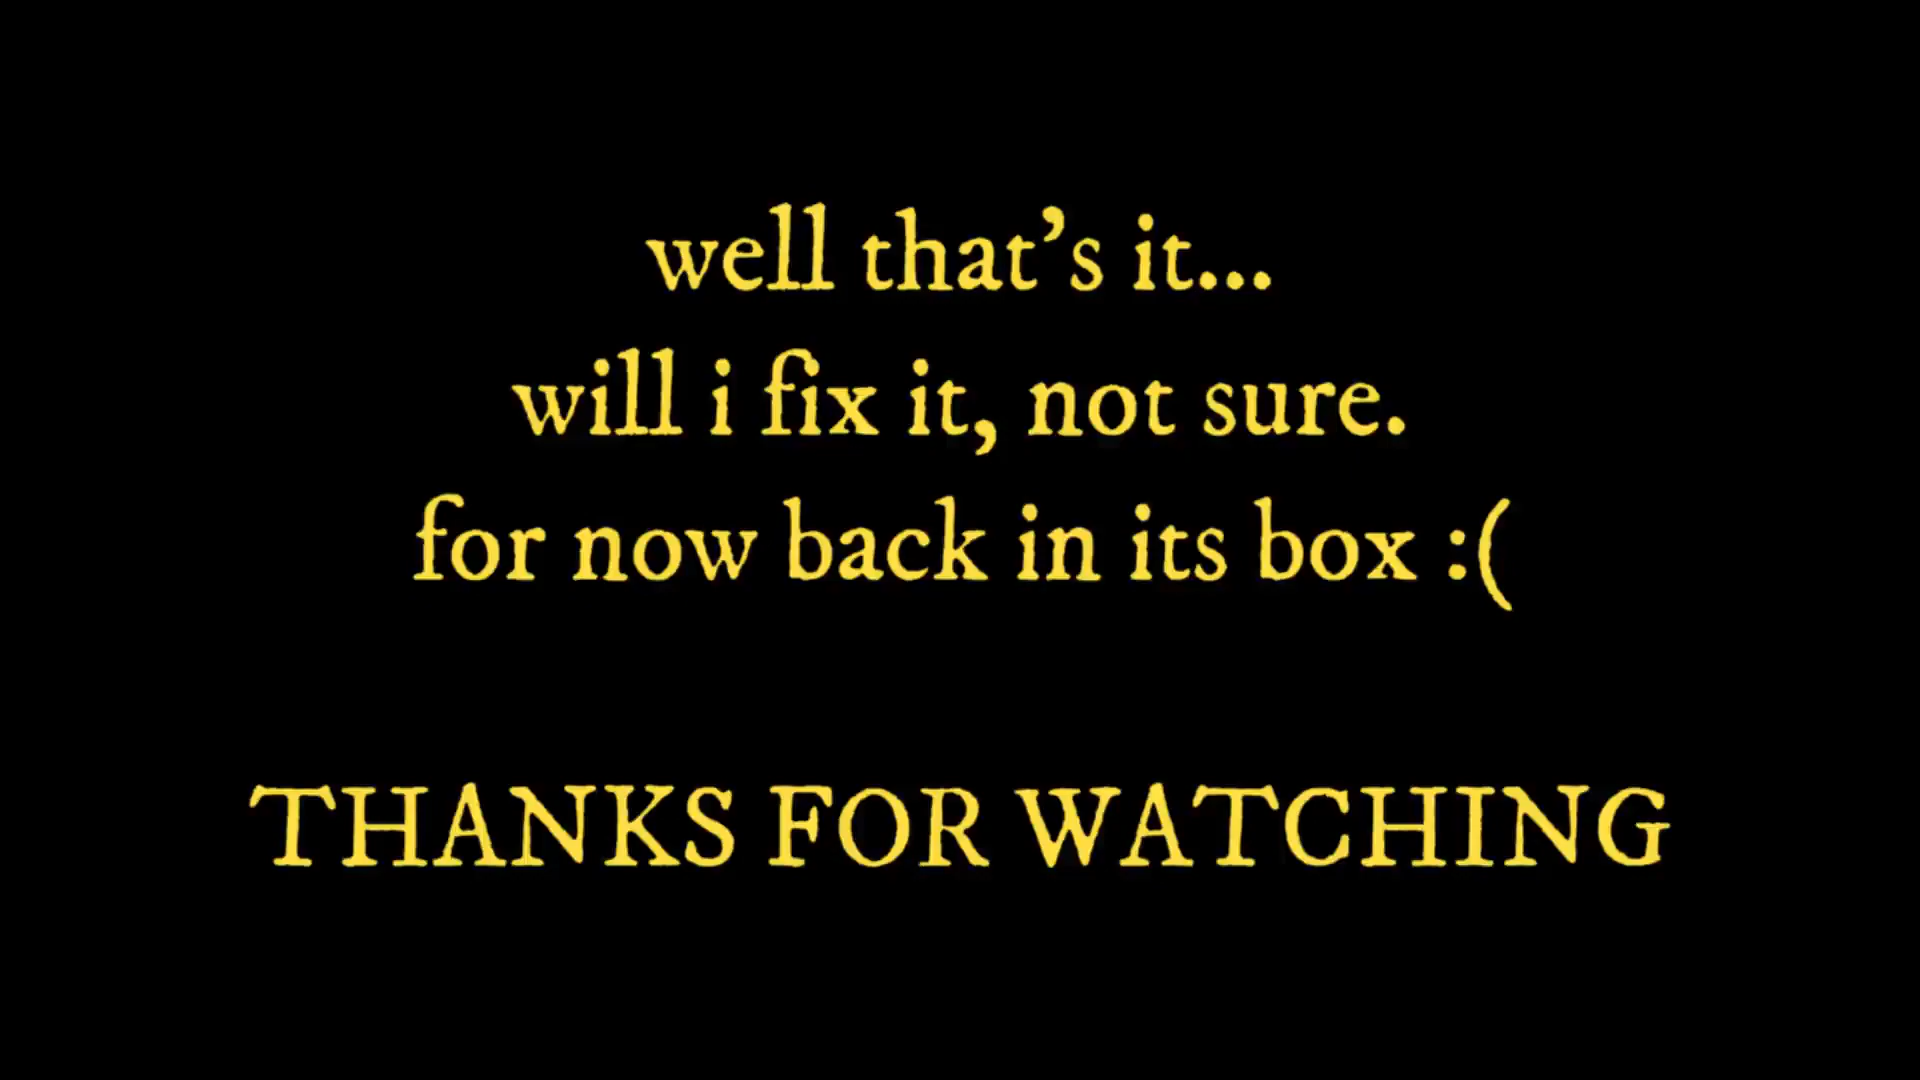 well that's it...
will i fix it, not sure.
for now back in its box :(
THANKS FOR WATCHING